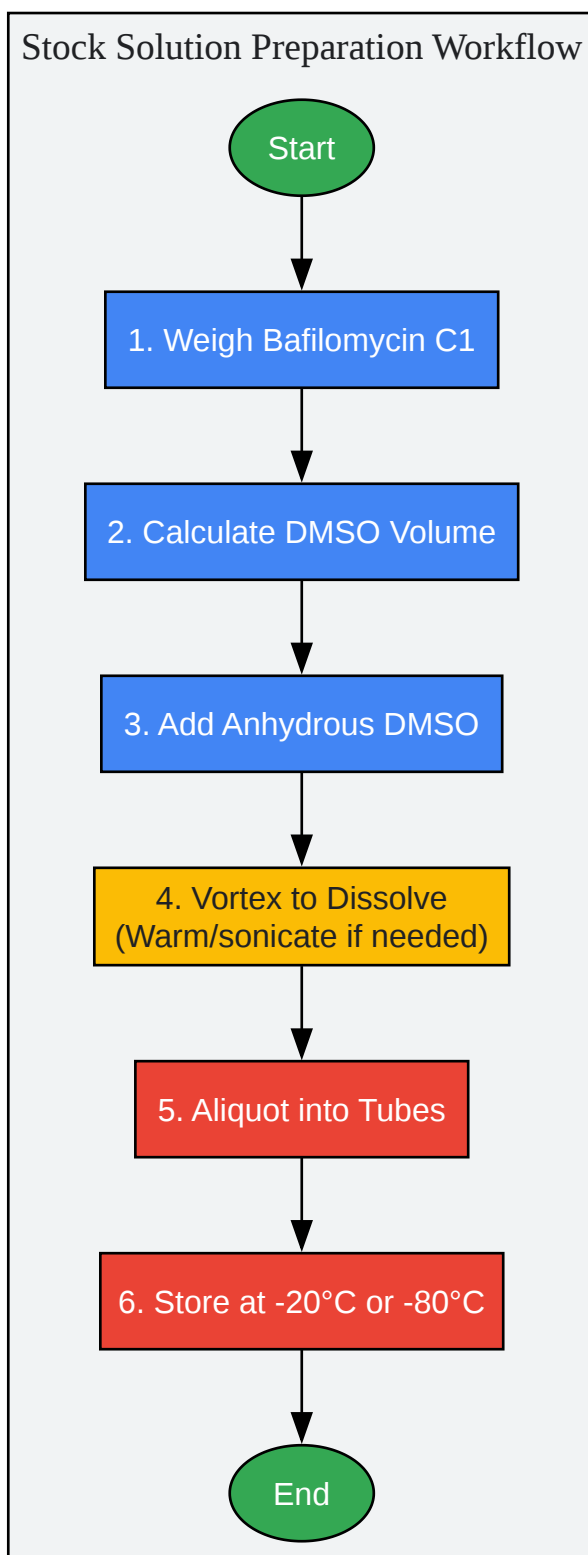 Stock Solution Preparation Workflow
Start
1. Weigh Bafilomycin C1
2. Calculate DMSO Volume
3. Add Anhydrous DMSO
4. Vortex to Dissolve
(Warm/sonicate if needed)
5. Aliquot into Tubes
6. Store at -20°C or -80°C
End